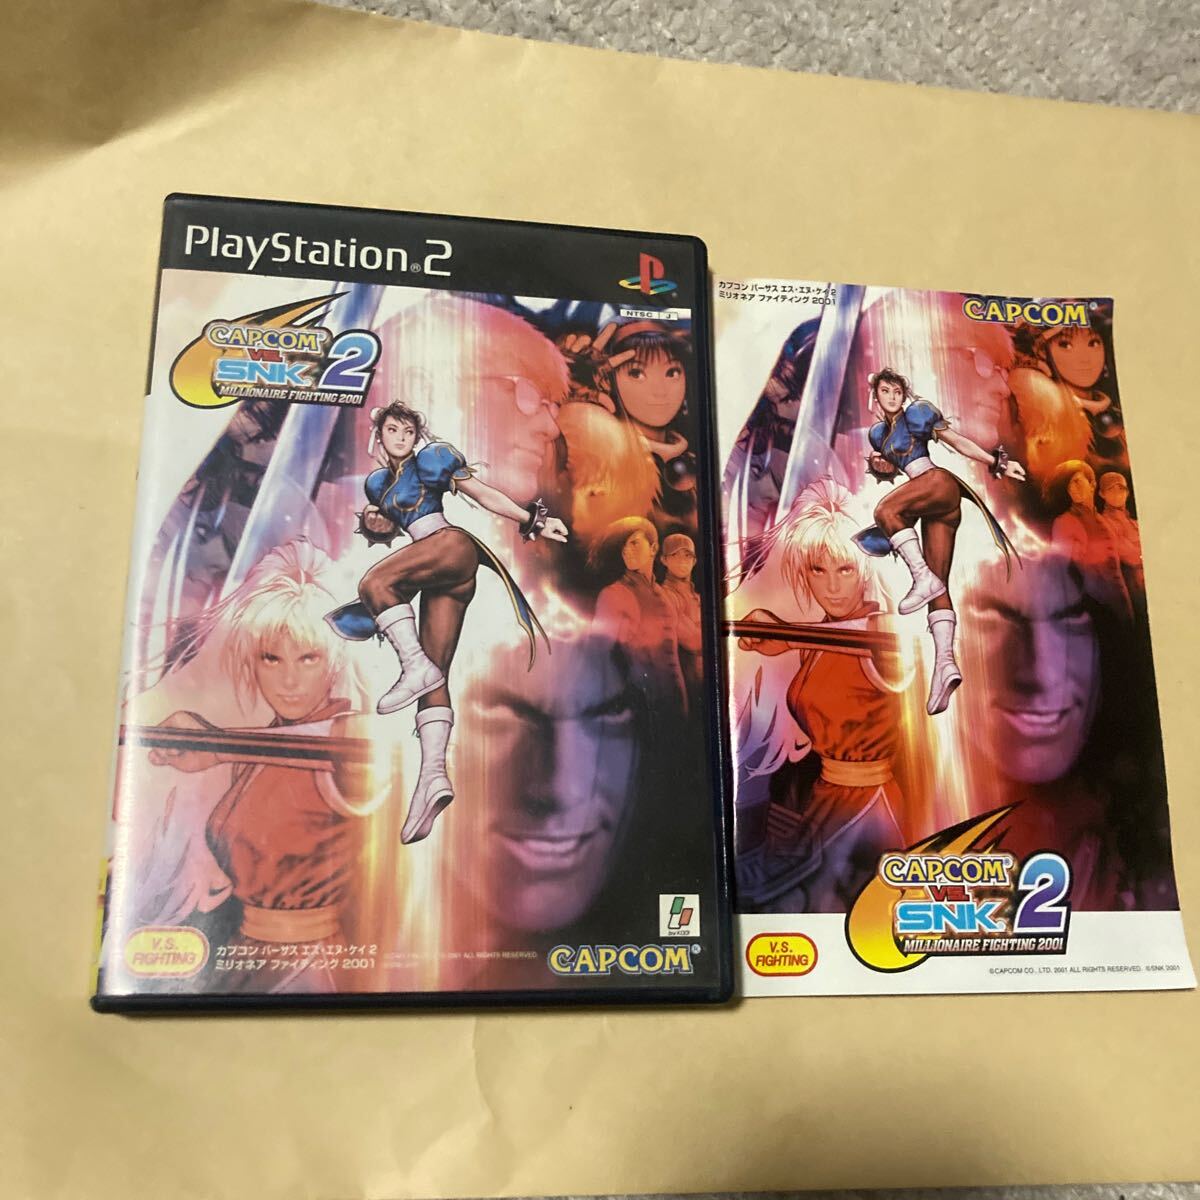 PlayStation®2
NTSC J
CAPCOM®
VS.
SNK 2
MILLIONAIRE FIGHTING 2001
V.S.
FIGHTING
カプコン バーサス エス・エヌ・ケイ 2
ミリオネア ファイティング 2001
2001 ALL RIGHTS RESERVED.
CAPCOM®
カプコン バーサス エス・エヌ・ケイ 2
ミリオネア ファイティング 2001
CAPCOM®
CAPCOM®
VS.
SNK 2
MILLIONAIRE FIGHTING 2001
V.S.
FIGHTING
©CAPCOM CO., LTD. 2001 ALL RIGHTS RESERVED. ©SNK 2001